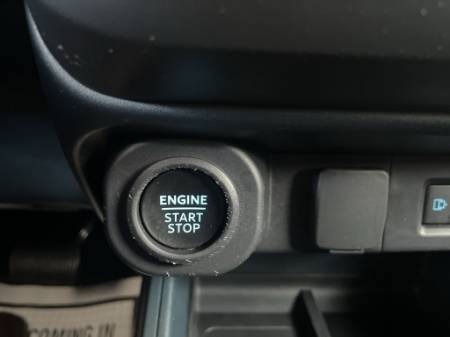 ENGINE
START
STOP
COMING IN